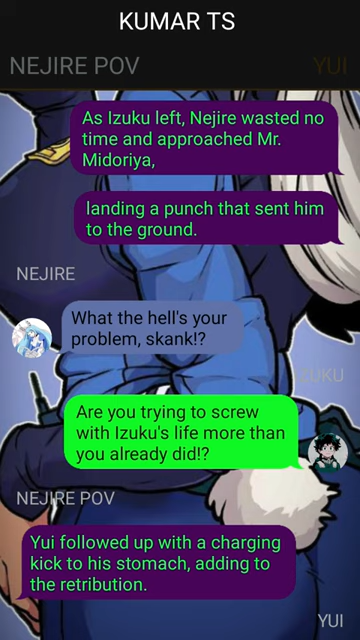 KUMAR TS
NEJIRE POV
YUI
As Izuku left, Nejire wasted no
time and approached Mr.
Midoriya,
landing a punch that sent him
to the ground.
NEJIRE
What the hell's your
problem, skank!?
IZUKU
Are you trying to screw
with Izuku's life more than
you already did!?
NEJIRE POV
Yui followed up with a charging
kick to his stomach, adding to
the retribution.
YUI